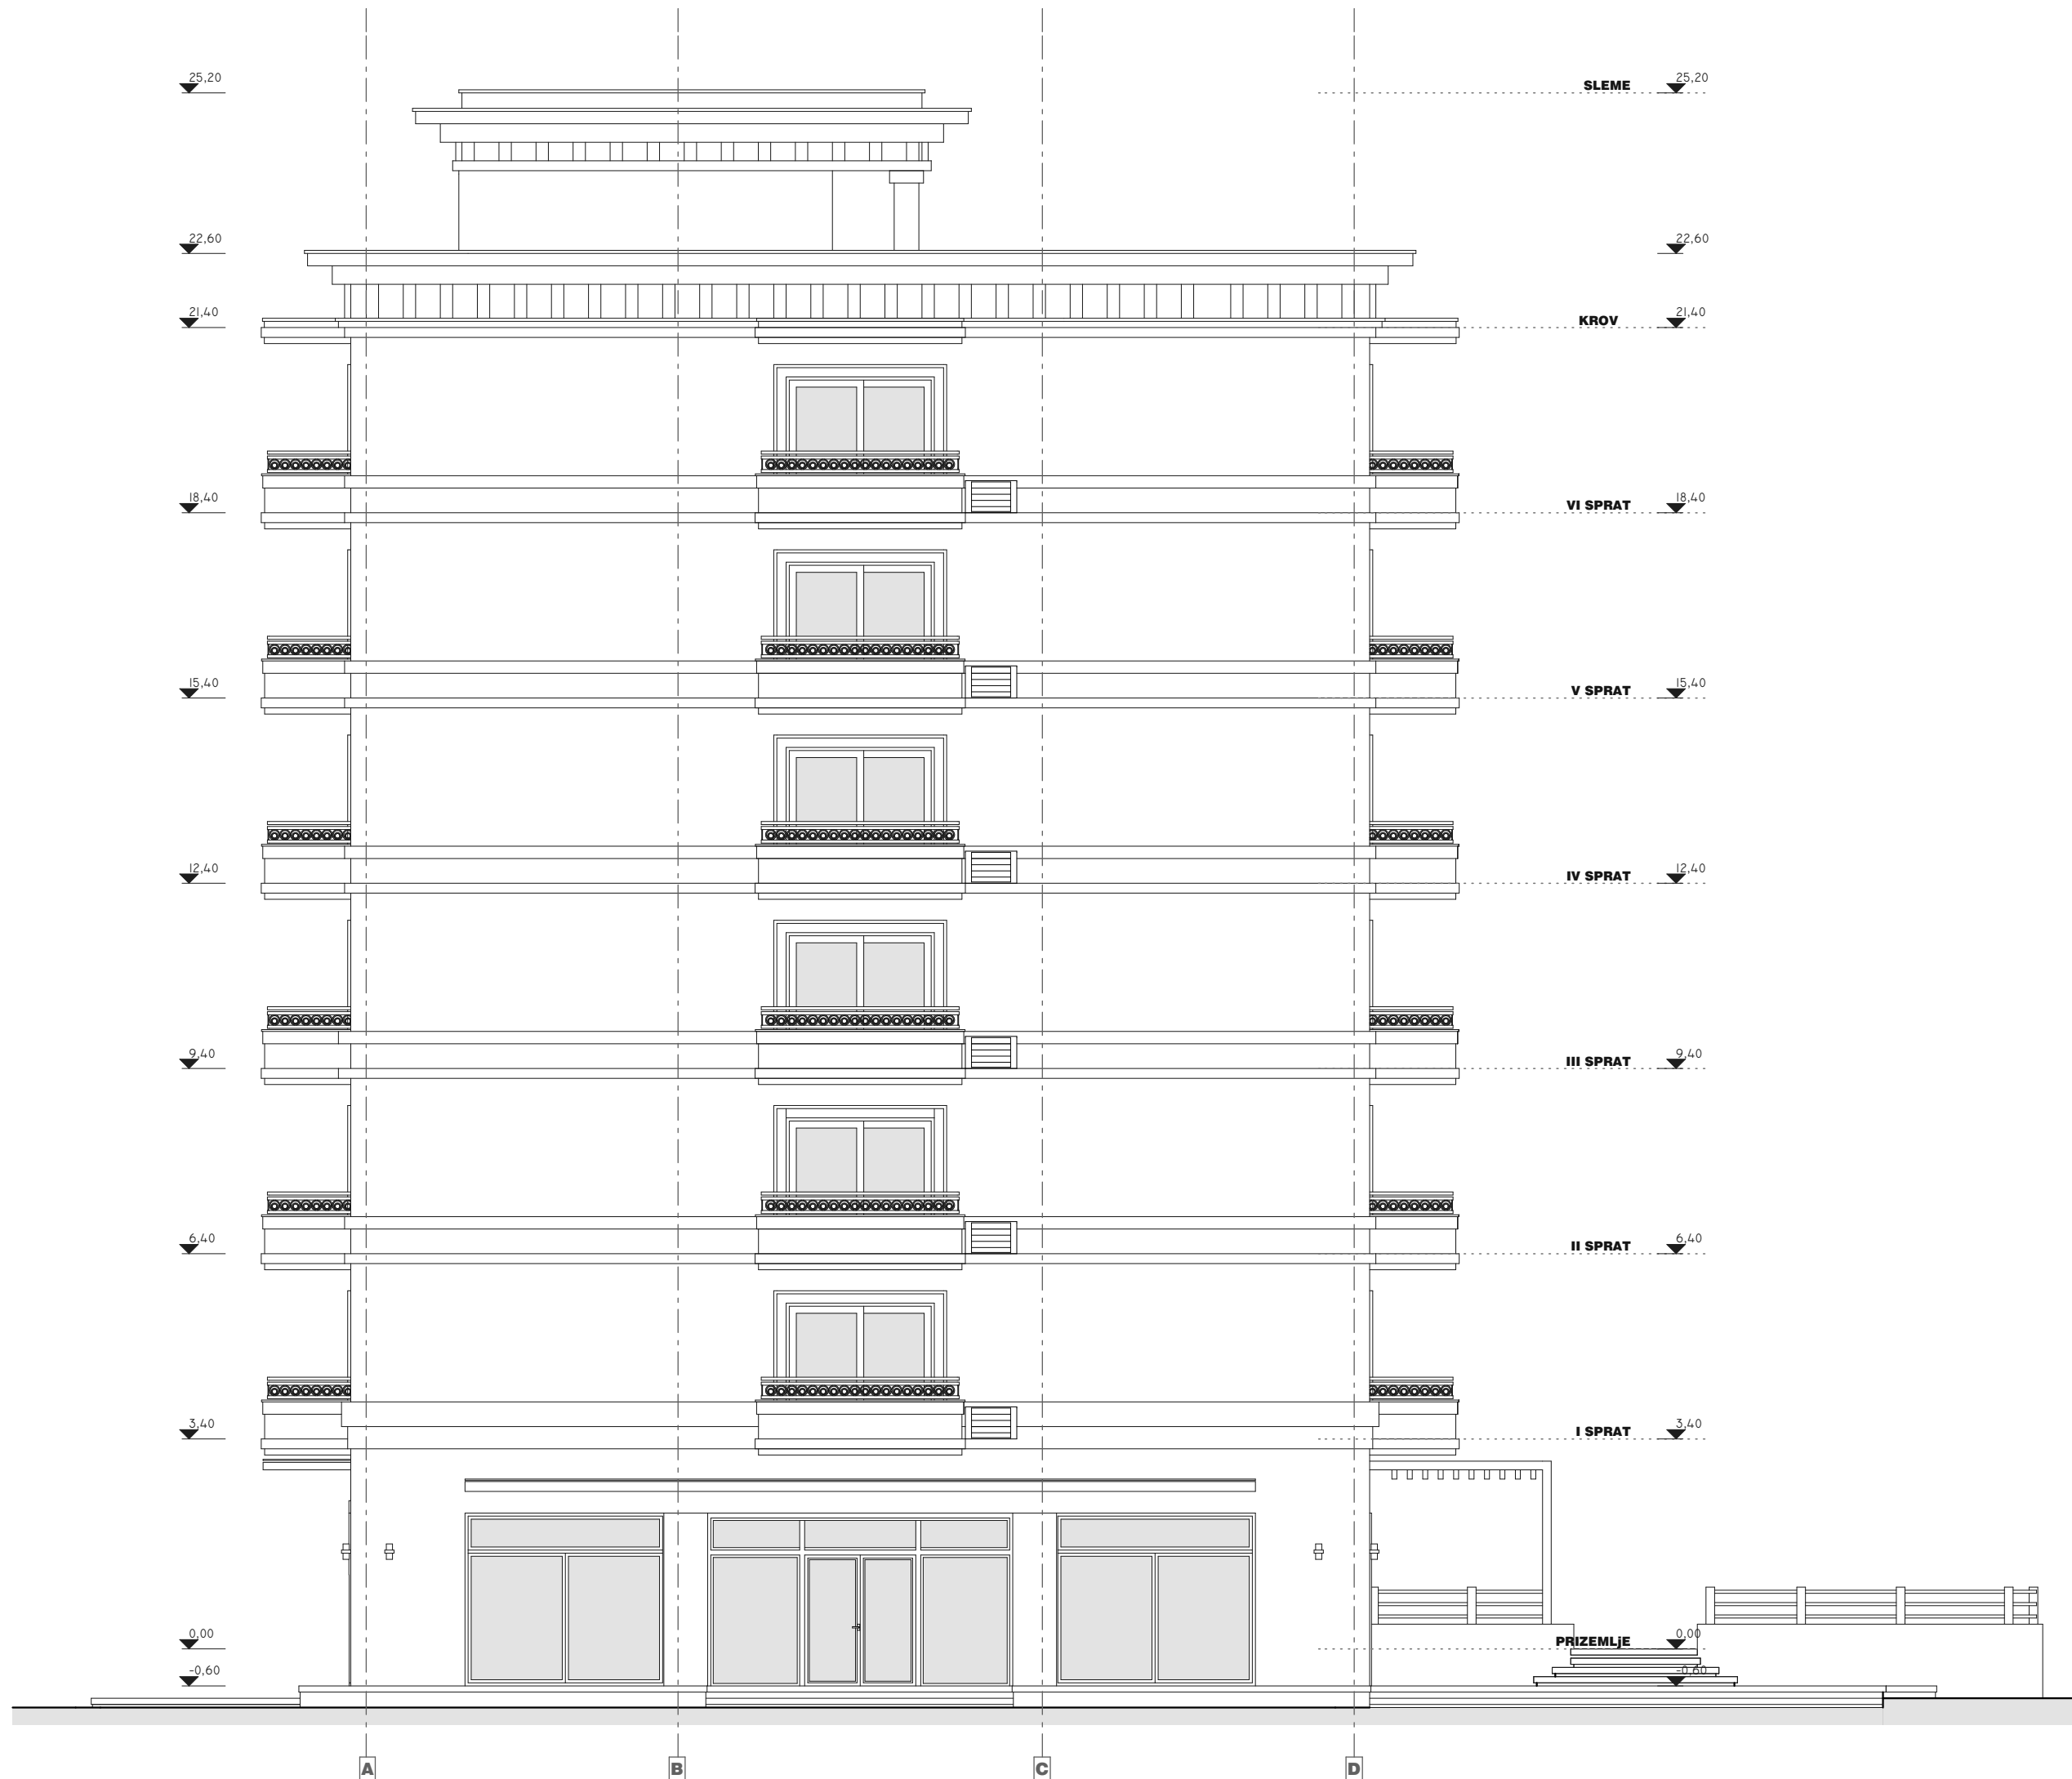 25,20 SLEME 25,20
22,60 22,60
21,40 KROV 21,40
18,40 VI SPRAT 18,40
15,40 V SPRAT 15,40
12,40 IV SPRAT 12,40
9,40 III SPRAT 9,40
6,40 II SPRAT 6,40
3,40 I SPRAT 3,40
0,00 PRIZEMLjE 0,00
-0,60 -0,60
A B C D